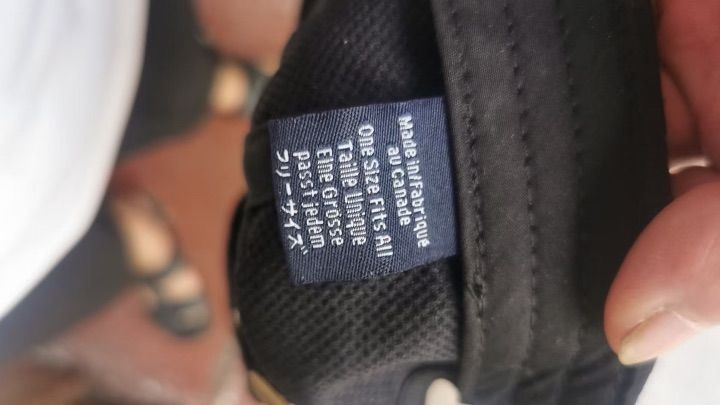 Made in/Fabriqué
au Canada
One Size Fits All
Taille Unique
Eine Grösse
passt jedem
フリーサイズ